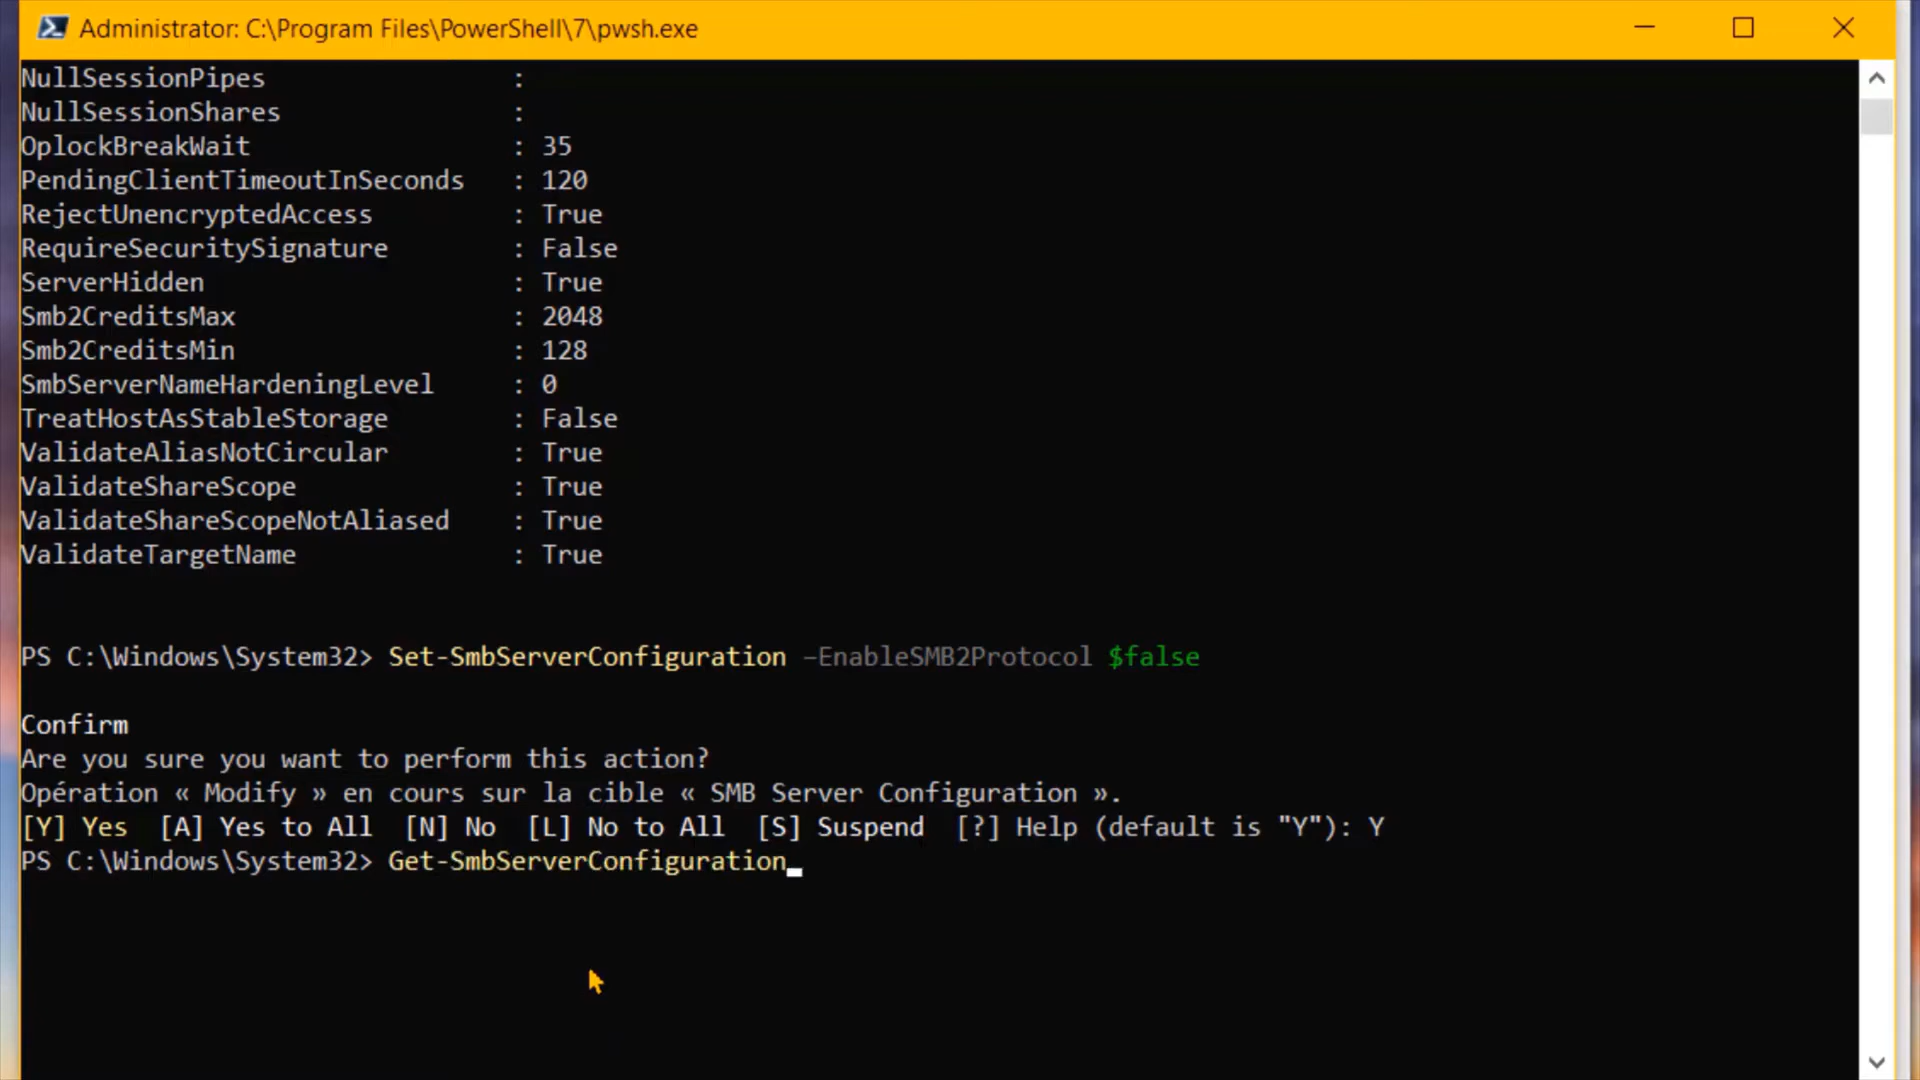 Administrator: C:\Program Files\PowerShell\7\pwsh.exe
NullSessionPipes :
NullSessionShares :
OplockBreakWait : 35
PendingClientTimeoutInSeconds : 120
RejectUnencryptedAccess : True
RequireSecuritySignature : False
ServerHidden : True
Smb2CreditsMax : 2048
Smb2CreditsMin : 128
SmbServerNameHardeningLevel : 0
TreatHostAsStableStorage : False
ValidateAliasNotCircular : True
ValidateShareScope : True
ValidateShareScopeNotAliased : True
ValidateTargetName : True
PS C:\Windows\System32> Set-SmbServerConfiguration –EnableSMB2Protocol $false
Confirm
Are you sure you want to perform this action?
Opération « Modify » en cours sur la cible « SMB Server Configuration ».
[Y] Yes [A] Yes to All [N] No [L] No to All [S] Suspend [?] Help (default is "Y"): Y
PS C:\Windows\System32> Get-SmbServerConfiguration